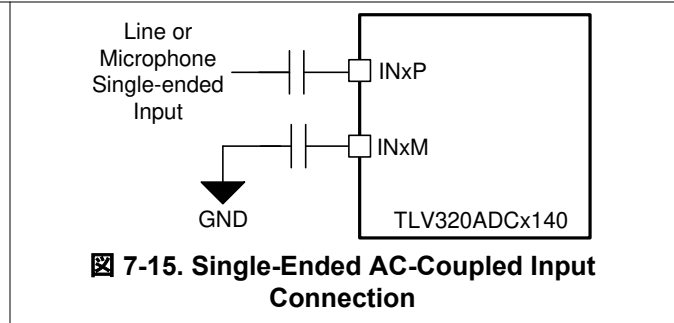 Line or
Microphone
Single-ended
Input
INxP
INxM
GND
TLV320ADCx140
図 7-15. Single-Ended AC-Coupled Input
Connection